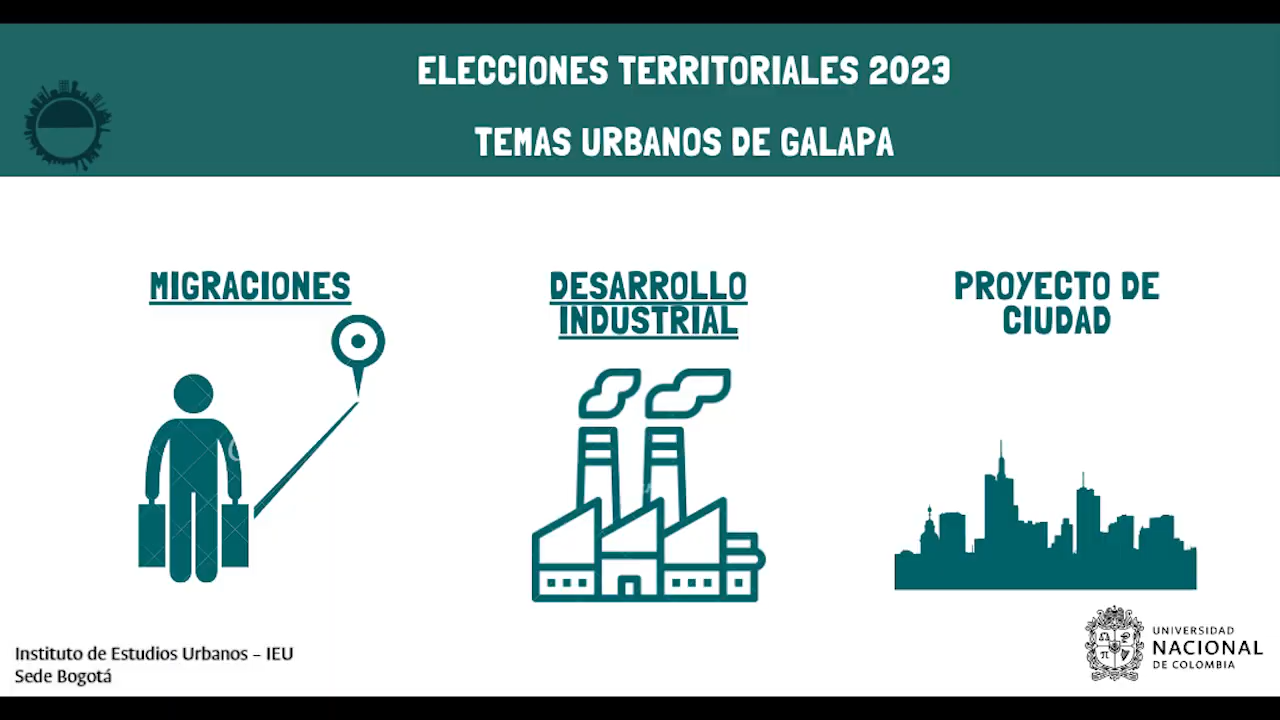 ELECCIONES TERRITORIALES 2023
TEMAS URBANOS DE GALAPA
MIGRACIONES
DESARROLLO
INDUSTRIAL
PROYECTO DE
CIUDAD
Instituto de Estudios Urbanos – IEU
Sede Bogotá
UNIVERSIDAD
NACIONAL
DE COLOMBIA